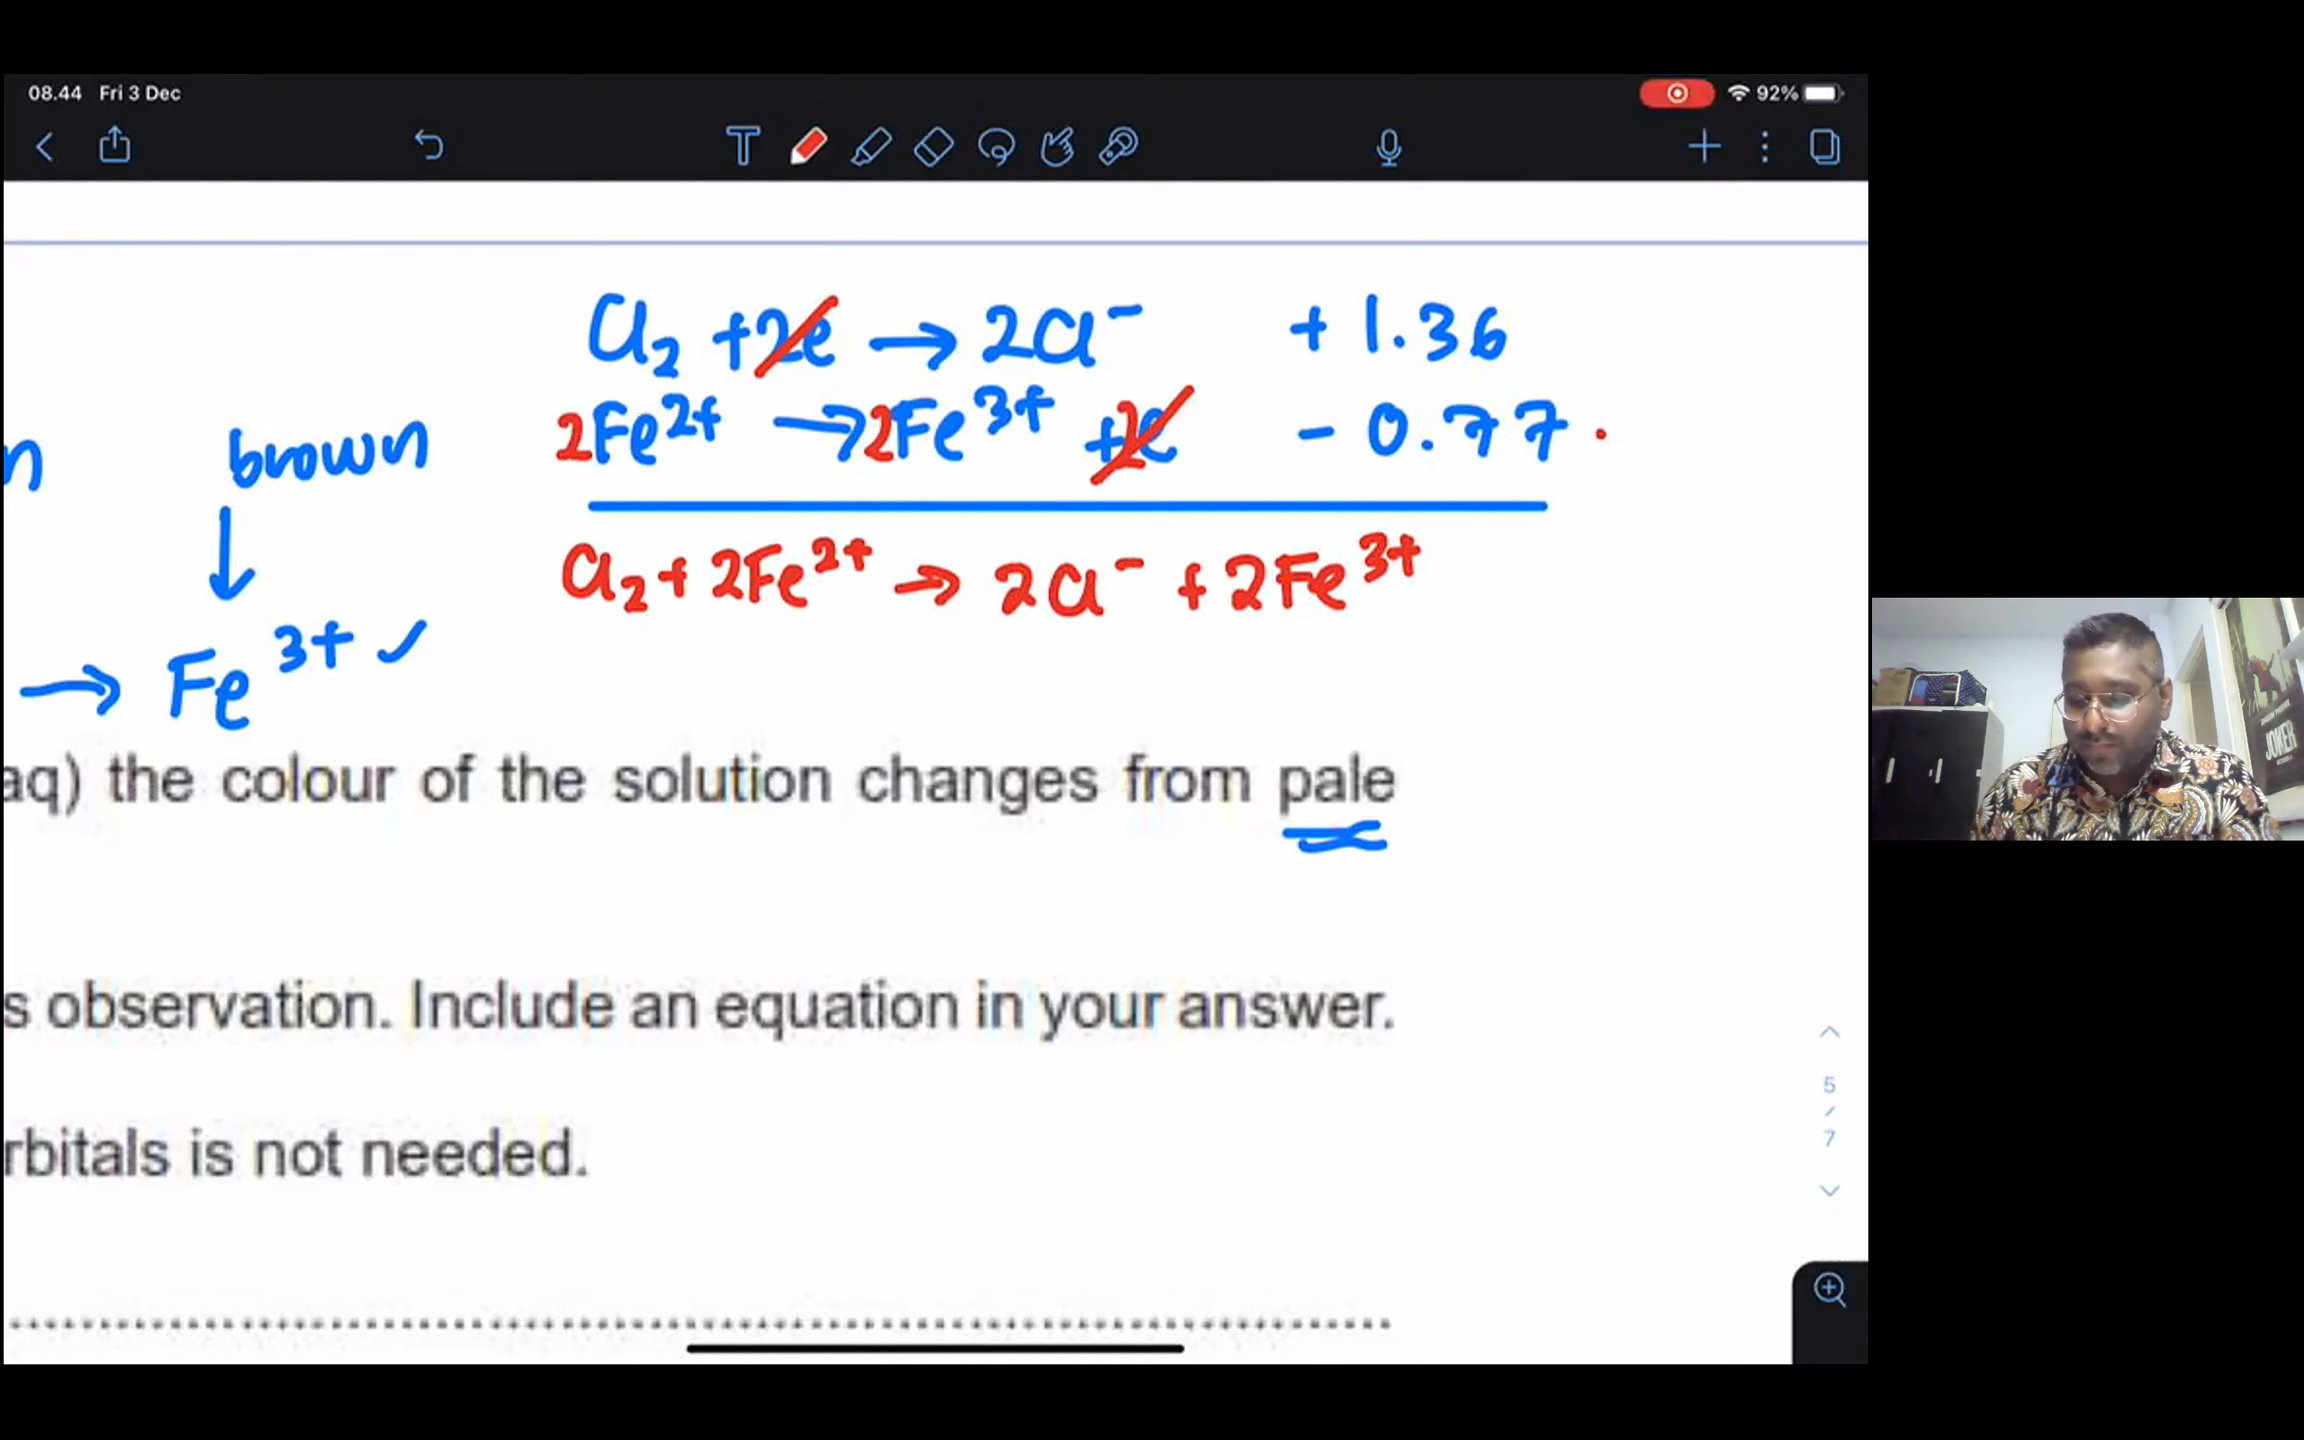 08.44 Fri 3 Dec
92%
T
Cl₂ + 2e → 2Cl⁻ + 1.36
2Fe²⁺ → 2Fe³⁺ + 2e - 0.77
n brown
Cl₂ + 2Fe²⁺ → 2Cl⁻ + 2Fe³⁺
→ Fe³⁺ ✓
aq) the colour of the solution changes from pale
s observation. Include an equation in your answer.
5
/
7
rbitals is not needed.
JOKER